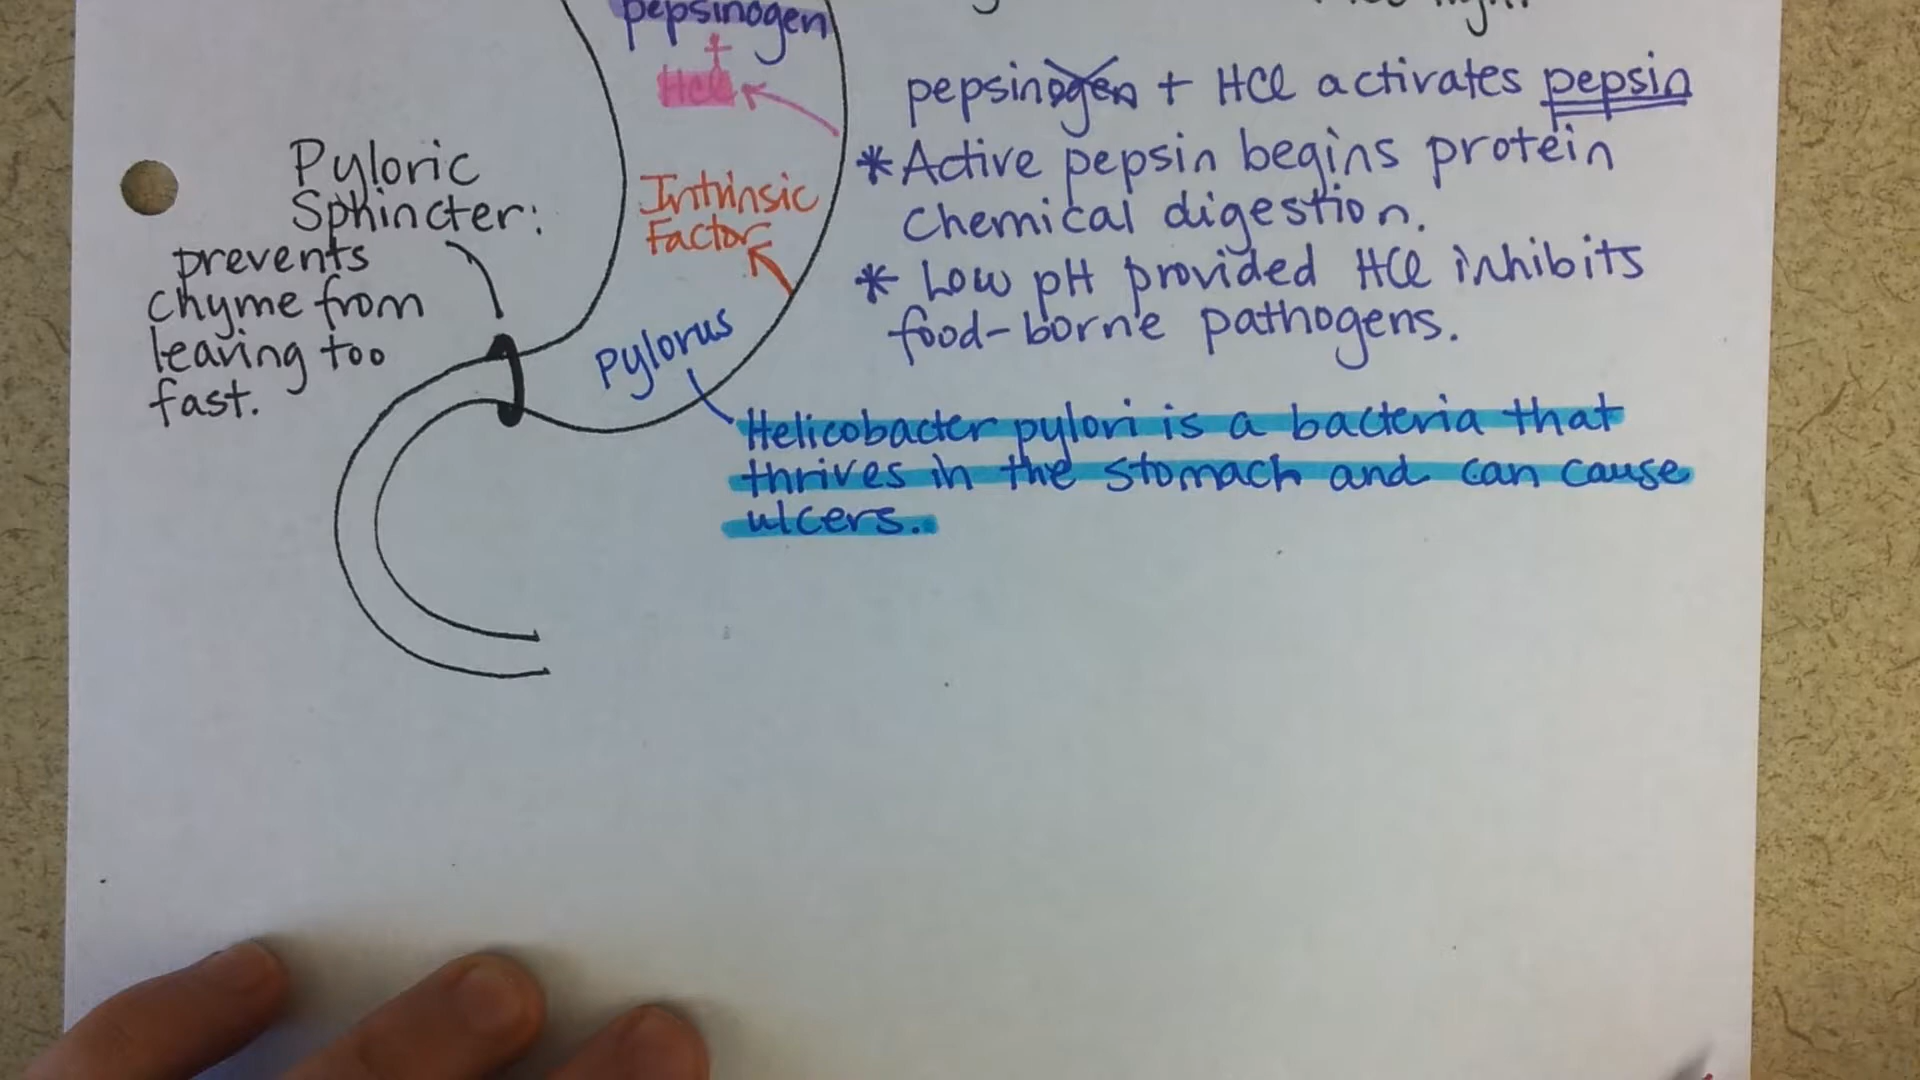 pepsinogen
+
HCl
pepsinogen + HCl activates pepsin
* Active pepsin begins protein
chemical digestion.
* Low pH provided HCl inhibits
food-borne pathogens.
Pyloric
Sphincter:
prevents
chyme from
leaving too
fast.
Intrinsic
Factor
Pylorus
Helicobacter pylori is a bacteria that
thrives in the stomach and can cause
ulcers.